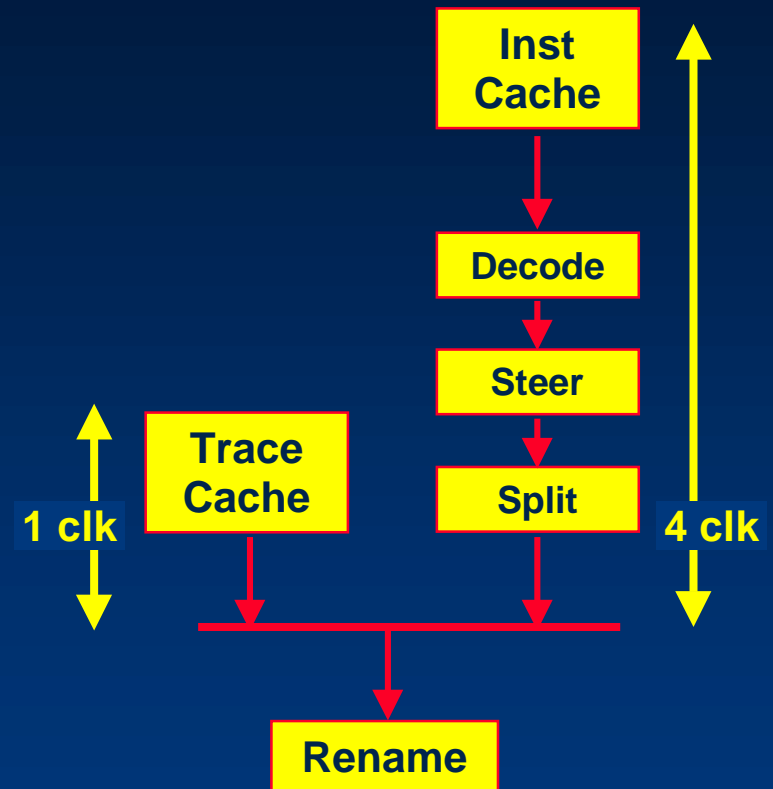 Inst
Cache
Decode
Steer
Trace
Cache
Split
1 clk
4 clk
Rename